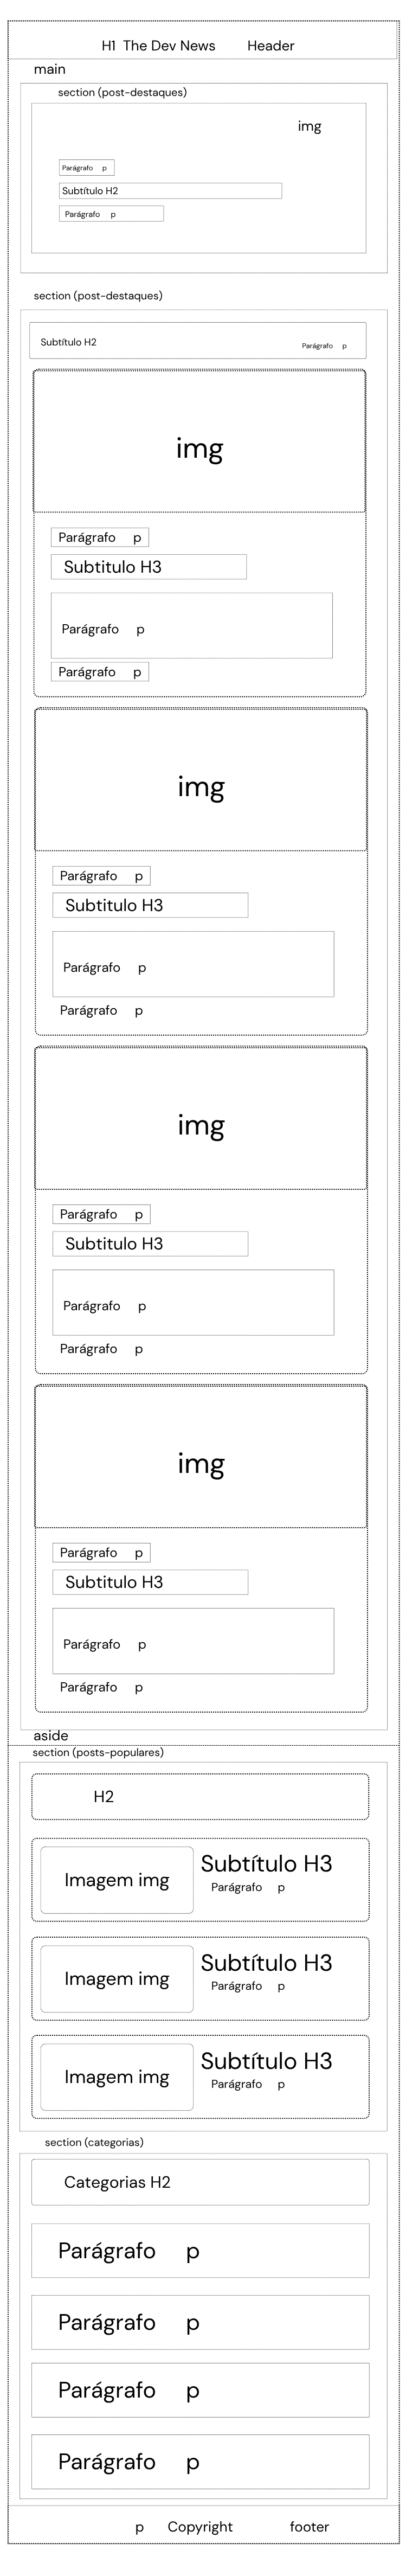 H1 The Dev News Header
main
section (post-destaques)
img
Parágrafo p
Subtítulo H2
Parágrafo p
section (post-destaques)
Subtítulo H2
Parágrafo p
img
Parágrafo p
Subtitulo H3
Parágrafo p
Parágrafo p
img
Parágrafo p
Subtitulo H3
Parágrafo p
Parágrafo p
img
Parágrafo p
Subtitulo H3
Parágrafo p
Parágrafo p
img
Parágrafo p
Subtitulo H3
Parágrafo p
Parágrafo p
aside
section (posts-populares)
H2
Imagem img
Subtítulo H3
Parágrafo p
Imagem img
Subtítulo H3
Parágrafo p
Imagem img
Subtítulo H3
Parágrafo p
section (categorias)
Categorias H2
Parágrafo p
Parágrafo p
Parágrafo p
Parágrafo p
p Copyright footer